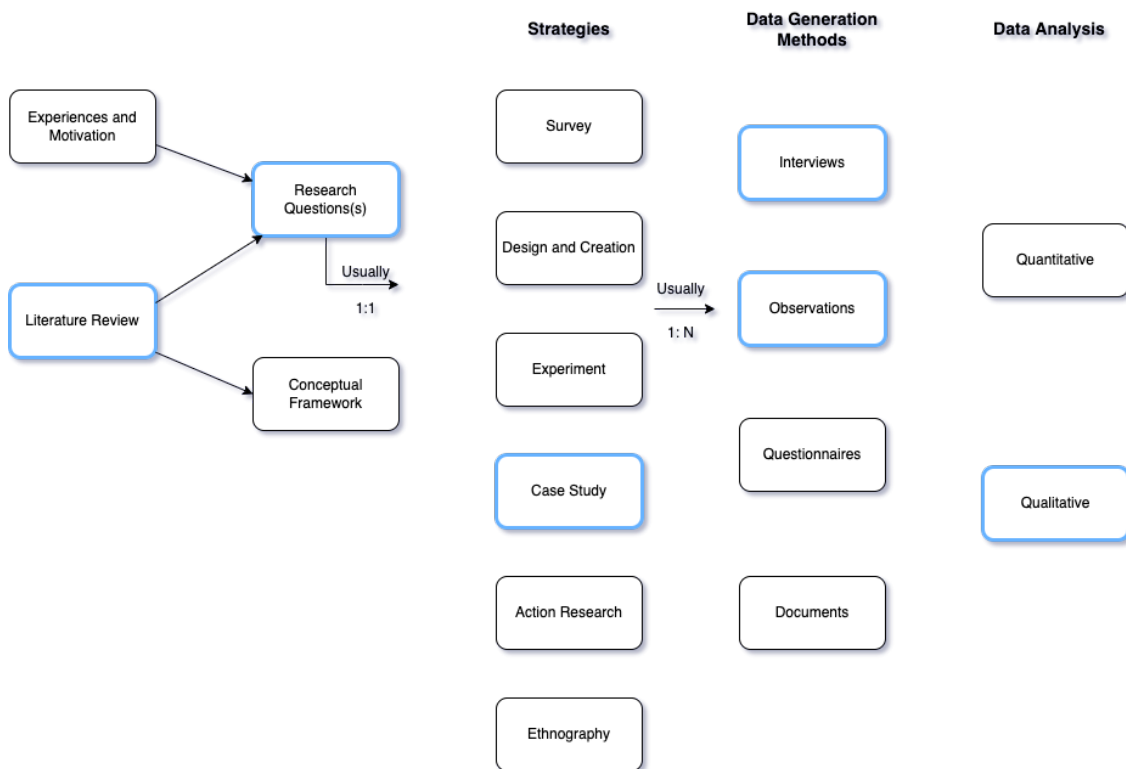 Strategies
Data Generation
Methods
Data Analysis
Experiences and
Motivation
Literature Review
Research
Questions(s)
Usually
1:1
Conceptual
Framework
Survey
Design and Creation
Experiment
Case Study
Action Research
Ethnography
Usually
1: N
Interviews
Observations
Questionnaires
Documents
Quantitative
Qualitative